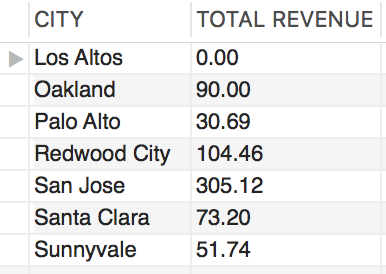 CITY TOTAL REVENUE
Los Altos 0.00
Oakland 90.00
Palo Alto 30.69
Redwood City 104.46
San Jose 305.12
Santa Clara 73.20
Sunnyvale 51.74